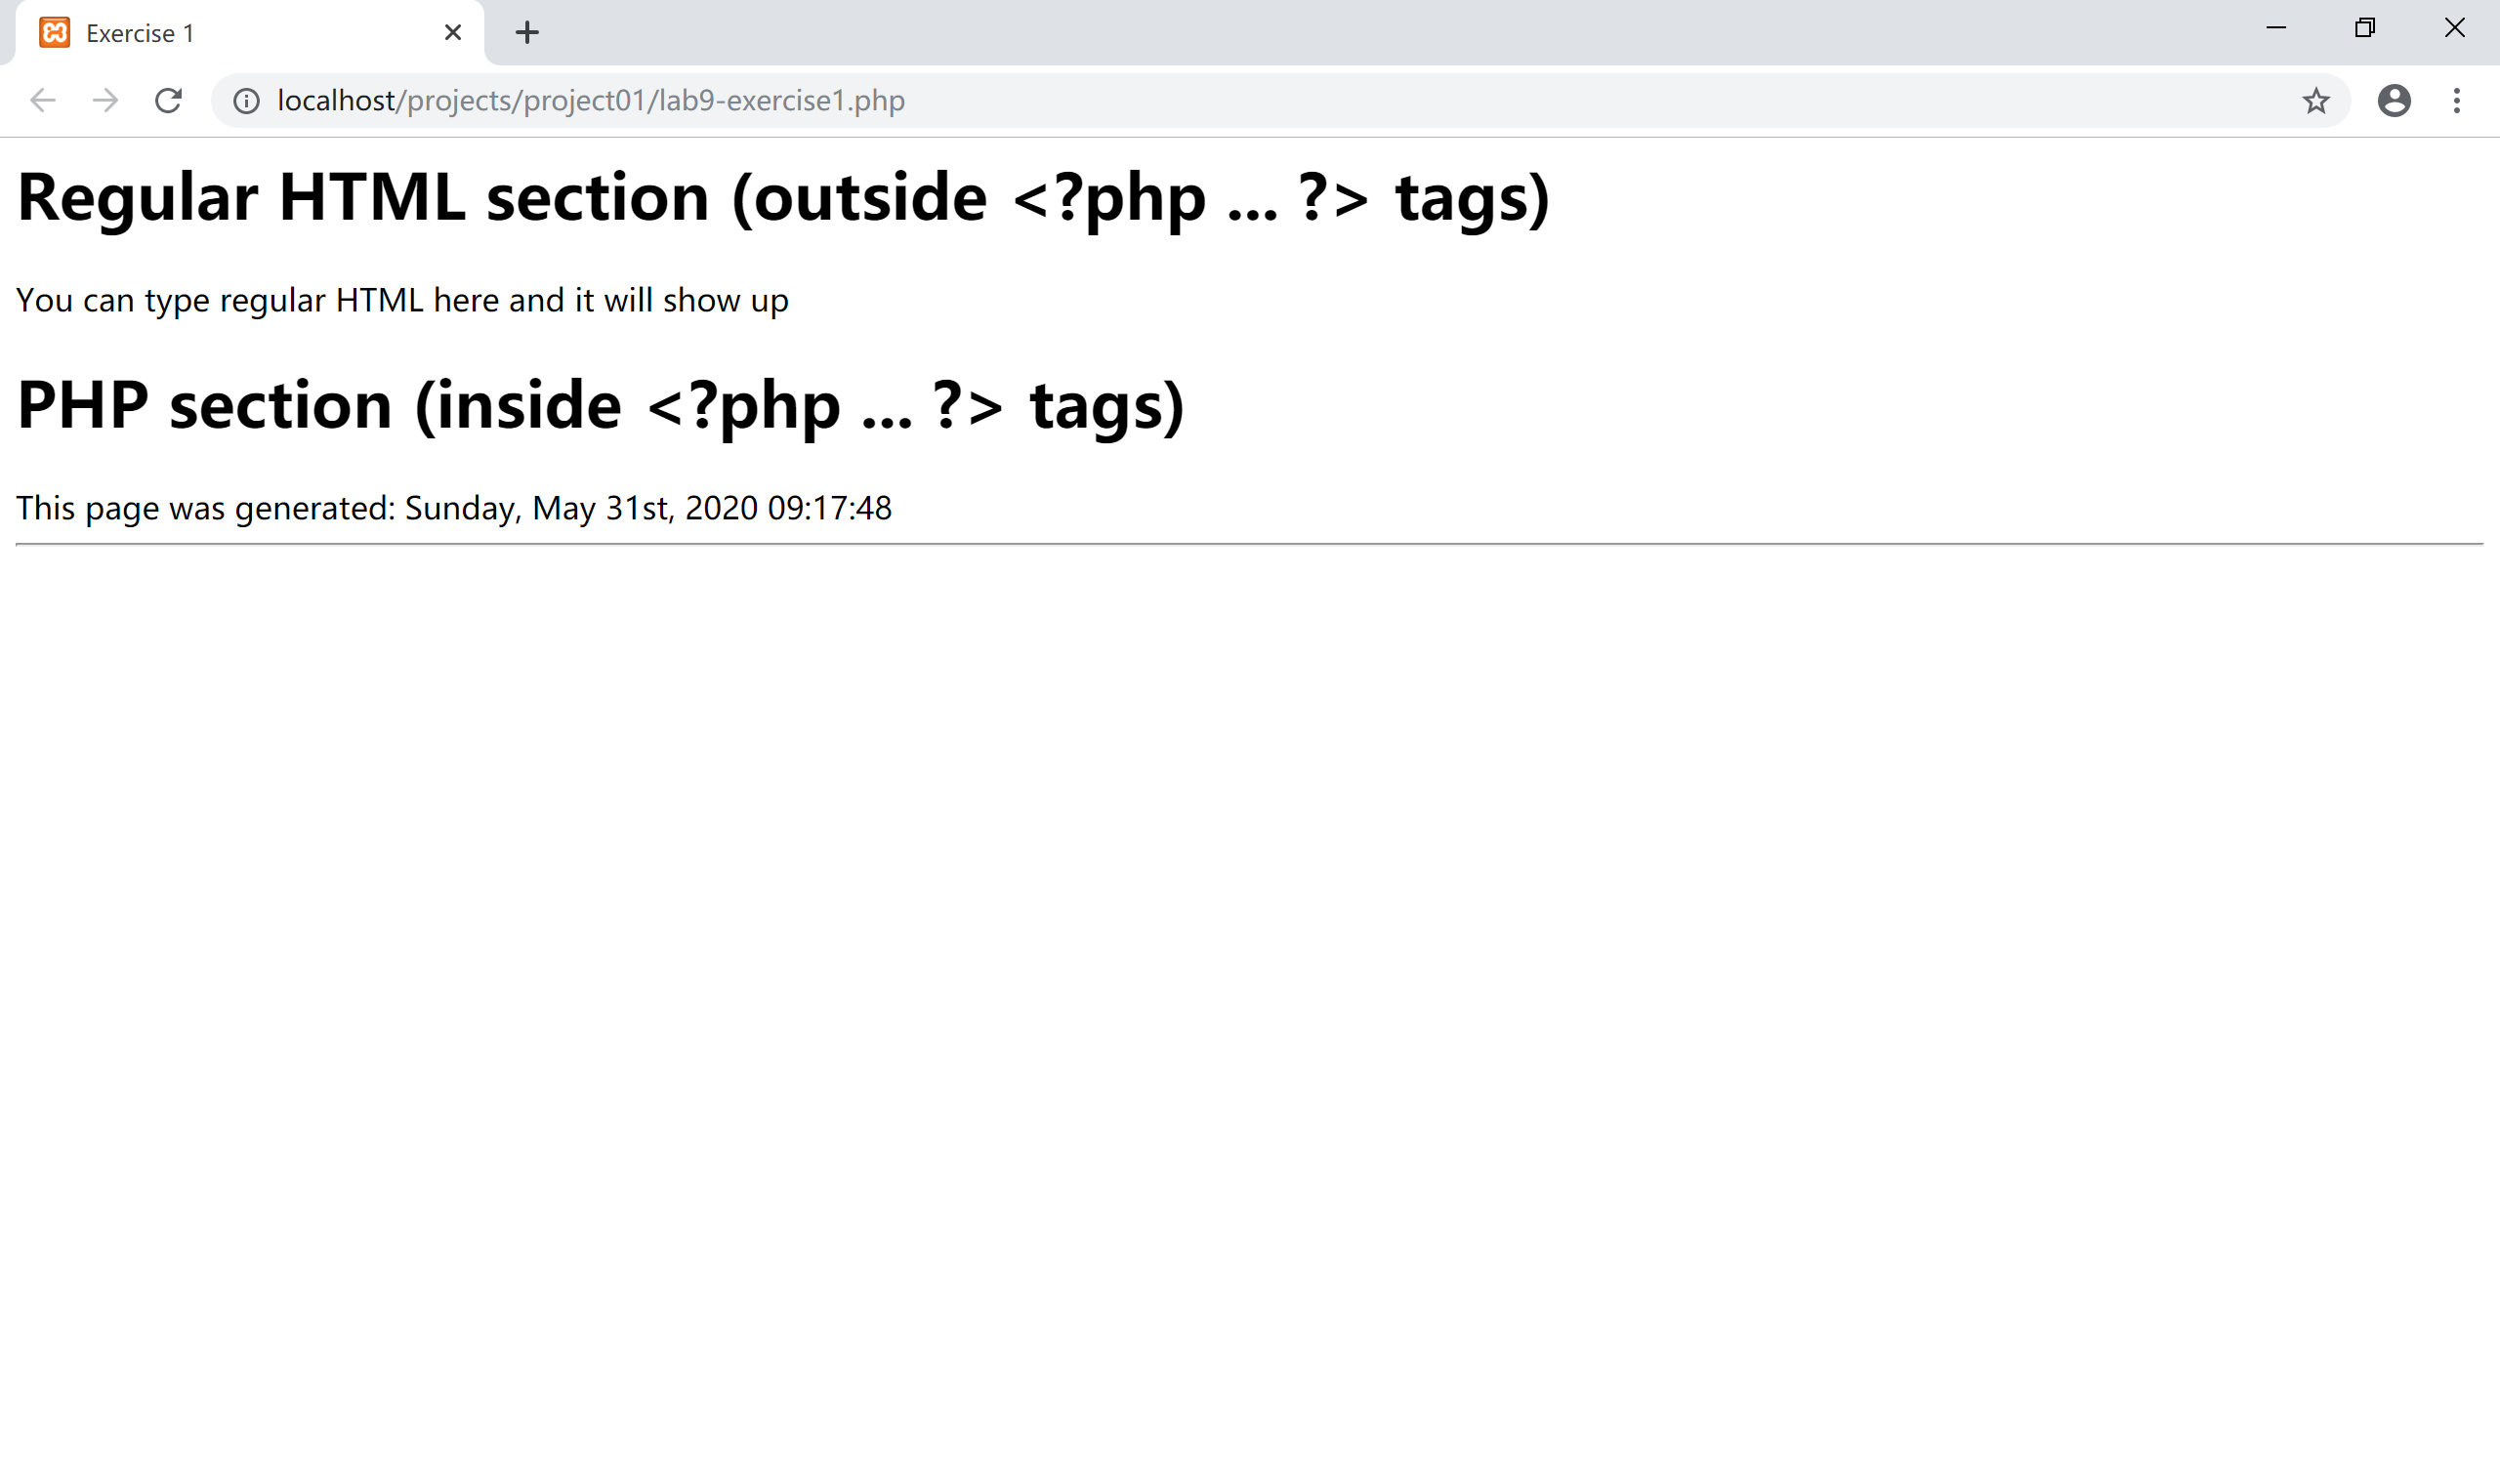 Exercise 1
localhost/projects/project01/lab9-exercise1.php
Regular HTML section (outside <?php ... ?> tags)
You can type regular HTML here and it will show up
PHP section (inside <?php ... ?> tags)
This page was generated: Sunday, May 31st, 2020 09:17:48